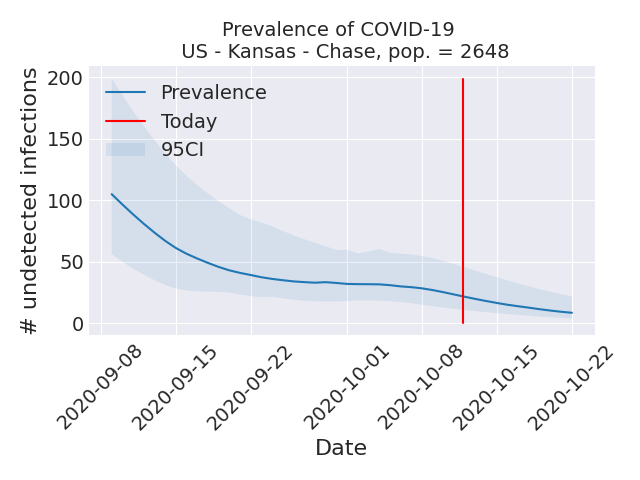 Prevalence of COVID-19
US - Kansas - Chase, pop. = 2648
# undetected infections
200
150
100
50
0
Prevalence
Today
95CI
2020-09-08
2020-09-15
2020-09-22
2020-10-01
2020-10-08
2020-10-15
2020-10-22
Date